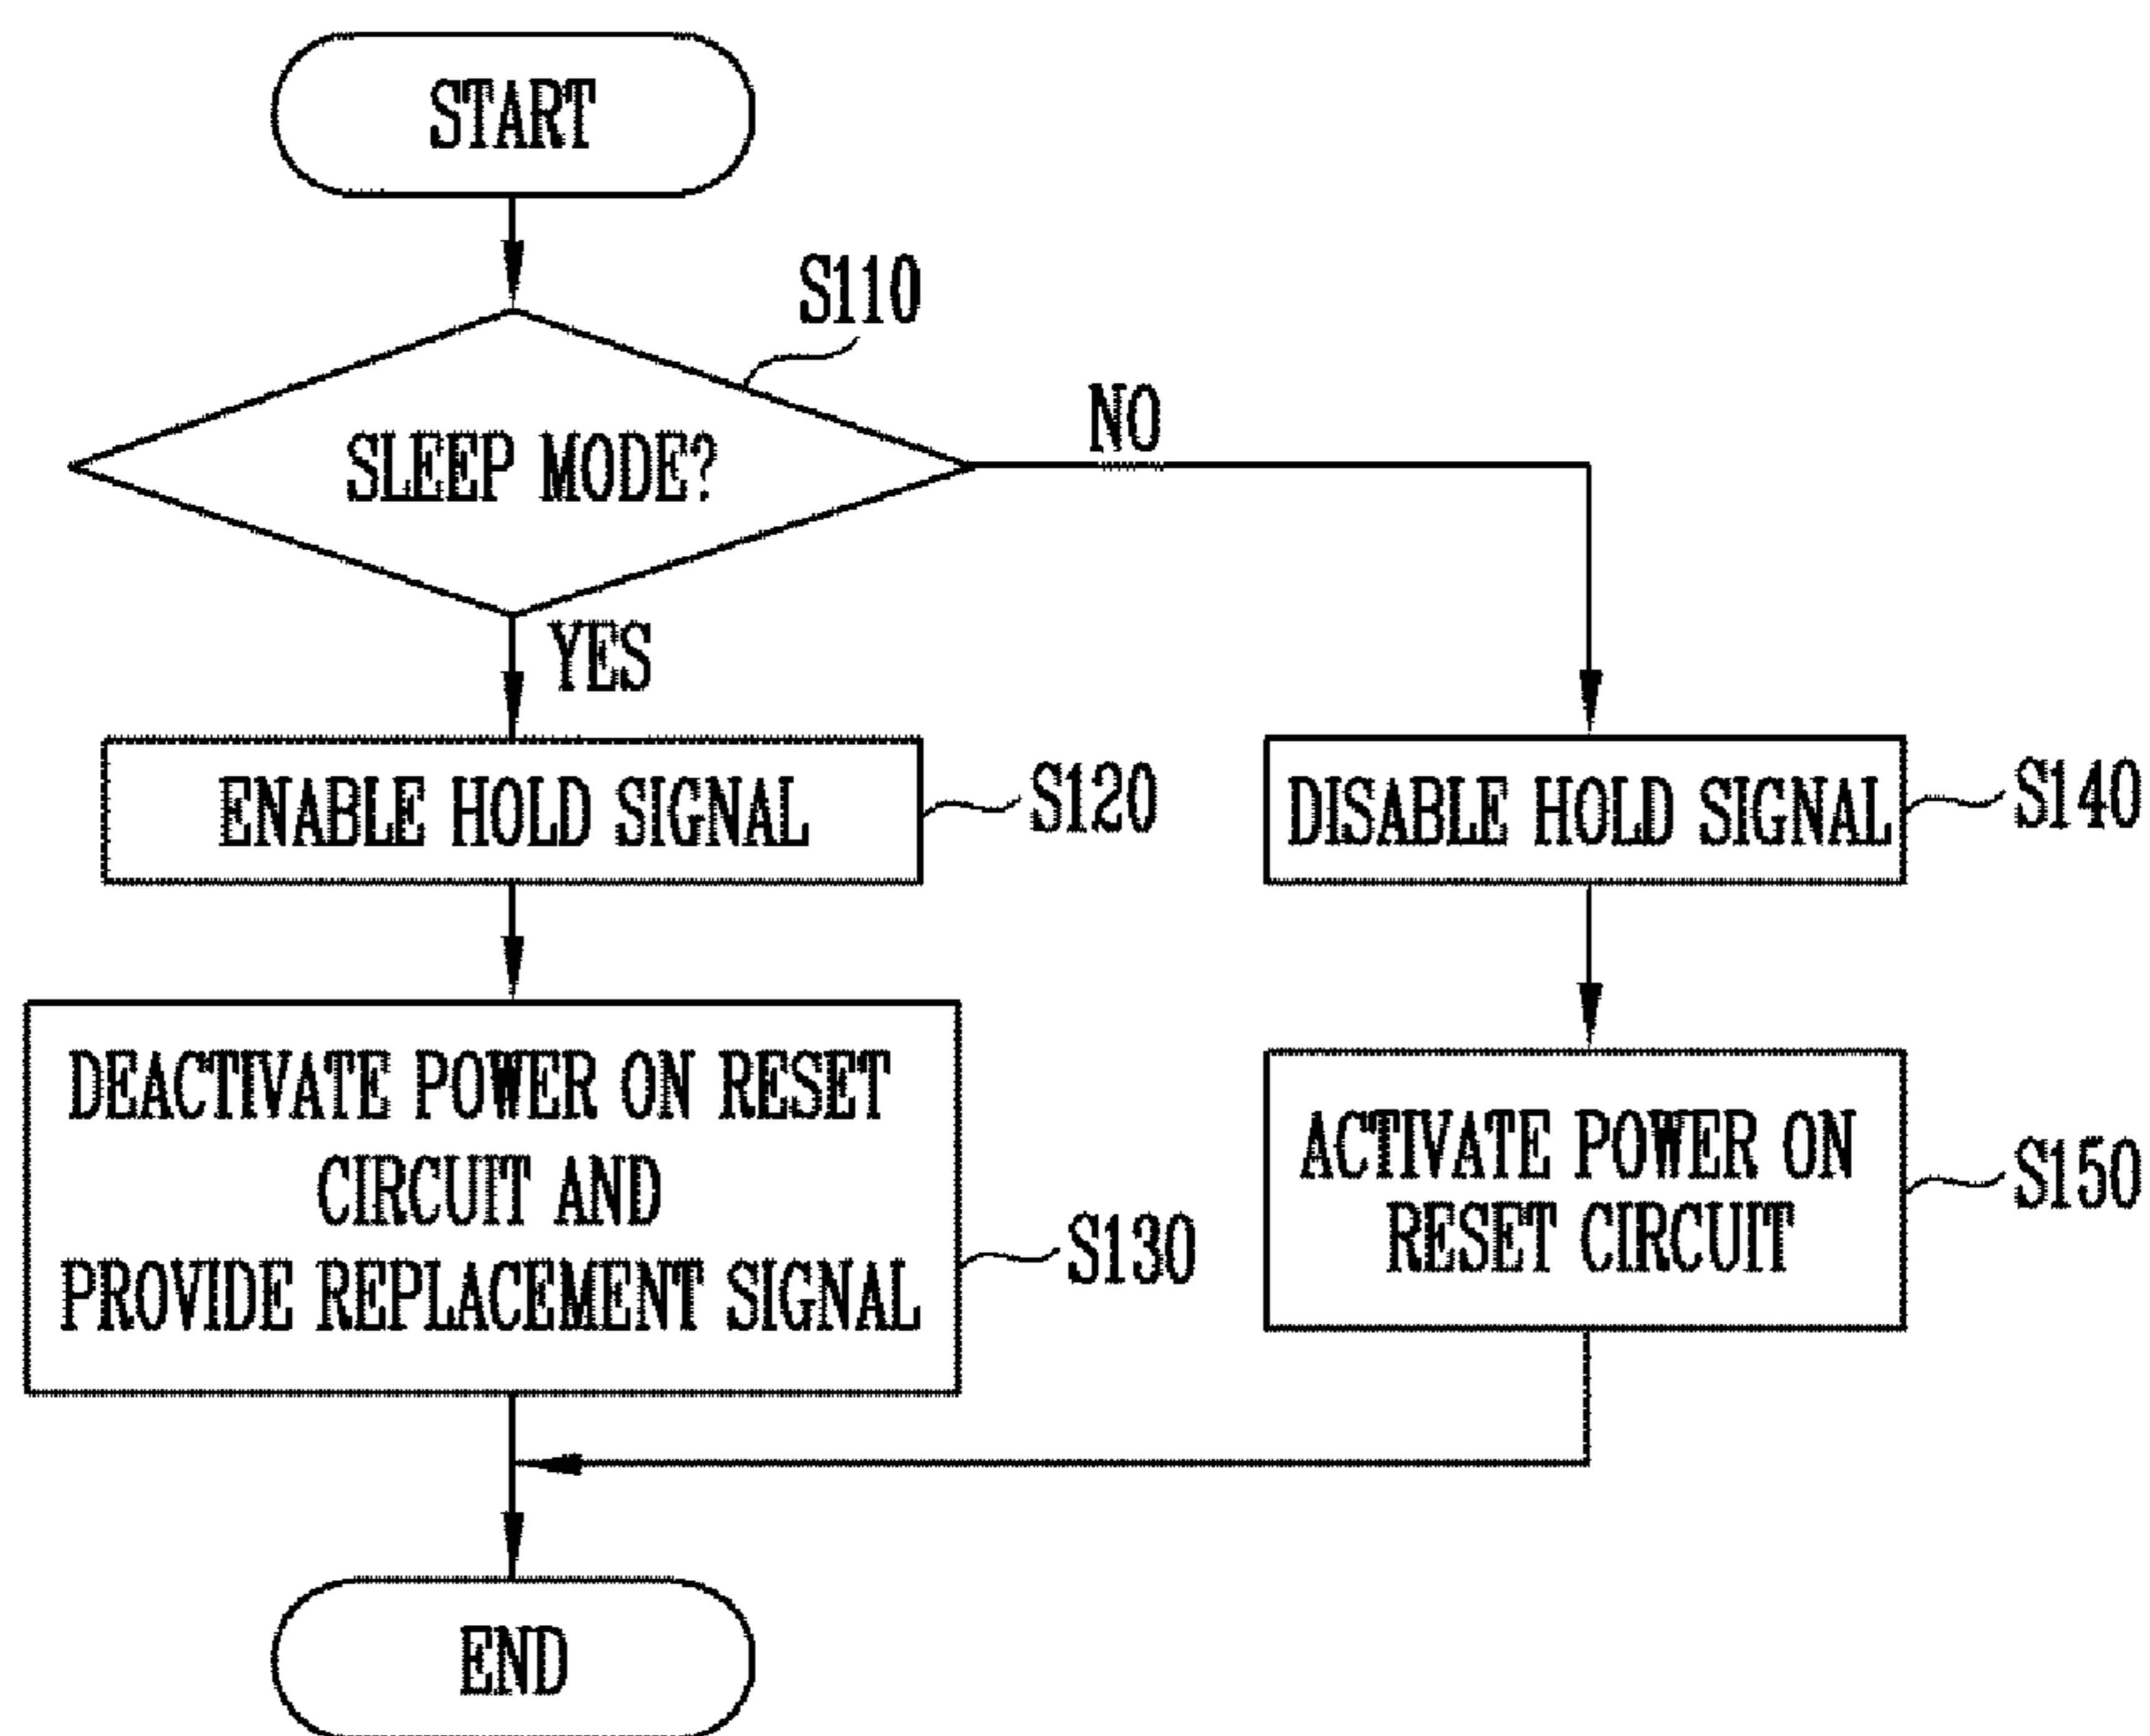 START
S110
NO
SLEEP MODE?
YES
ENABLE HOLD SIGNAL
S120
DISABLE HOLD SIGNAL
S140
DEACTIVATE POWER ON RESET
CIRCUIT AND
PROVIDE REPLACEMENT SIGNAL
S130
ACTIVATE POWER ON
RESET CIRCUIT
S150
END